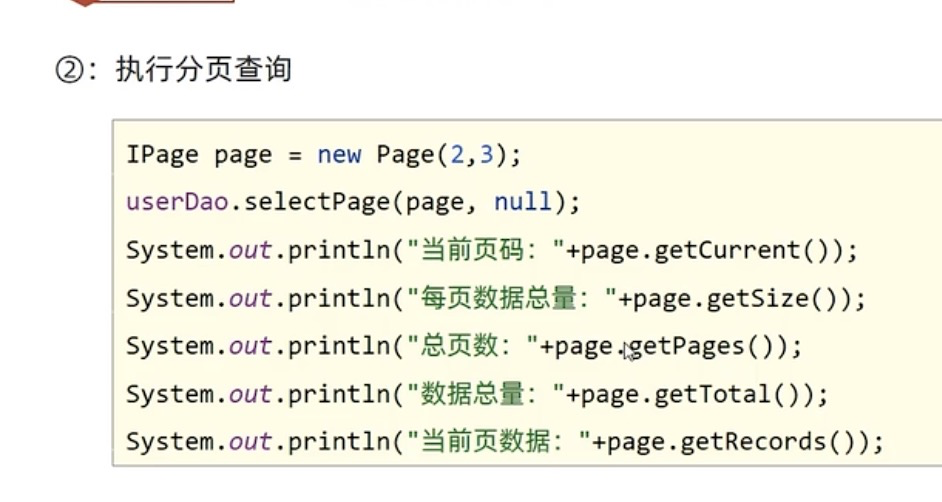 ②：执行分页查询
IPage page = new Page(2,3);
userDao.selectPage(page, null);
System.out.println("当前页码："+page.getCurrent());
System.out.println("每页数据总量："+page.getSize());
System.out.println("总页数："+page.getPages());
System.out.println("数据总量："+page.getTotal());
System.out.println("当前页数据："+page.getRecords());